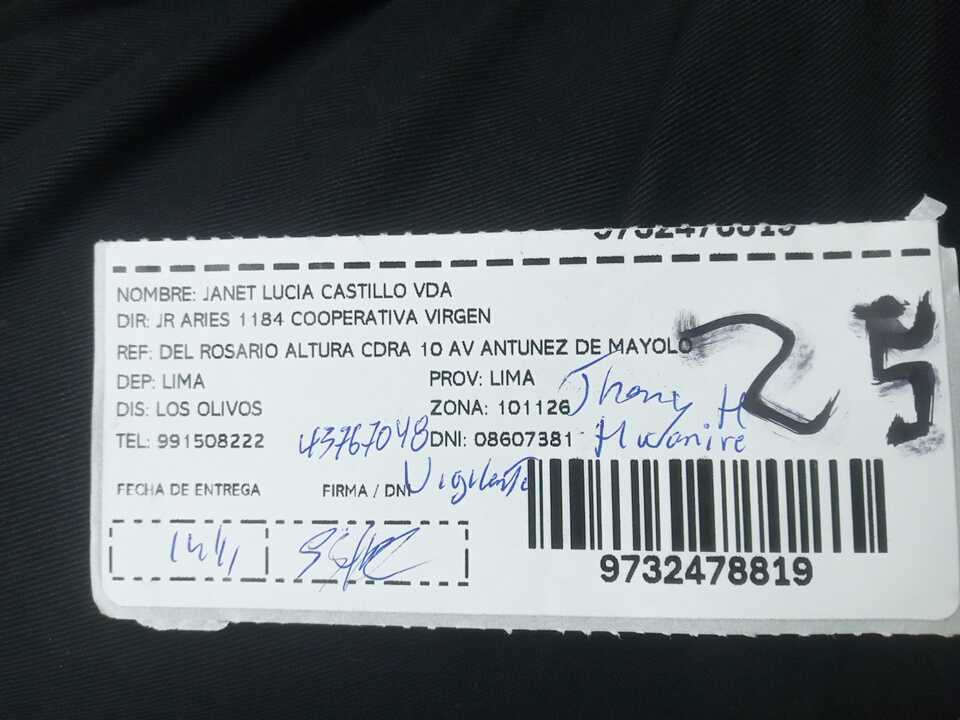 9732478819
NOMBRE: JANET LUCIA CASTILLO VDA
DIR: JR ARIES 1184 COOPERATIVA VIRGEN
REF: DEL ROSARIO ALTURA CDRA 10 AV ANTUNEZ DE MAYOLO
25
DEP: LIMA PROV: LIMA
DIS: LOS OLIVOS ZONA: 101126
Jhony H
TEL: 991508222 43767048 DNI: 08607381
Vigilante
FECHA DE ENTREGA FIRMA / DNI
9732478819